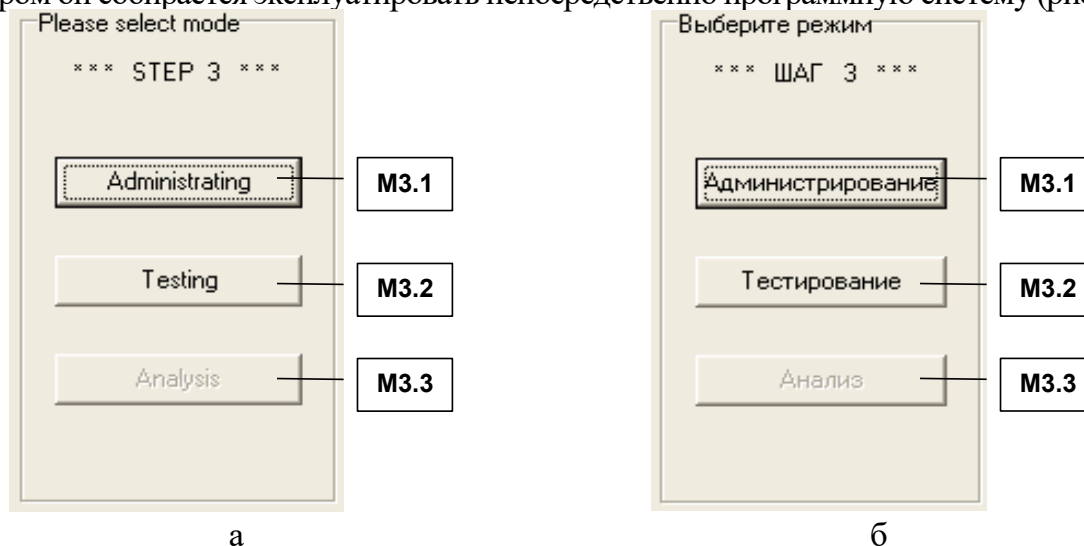 ром он собирается эксплуатировать непосредственно программную систему (рис
Please select mode
*** STEP 3 ***
Administrating
M3.1
Testing
M3.2
Analysis
M3.3
а
Выберите режим
*** ШАГ 3 ***
Администрирование
M3.1
Тестирование
M3.2
Анализ
M3.3
б